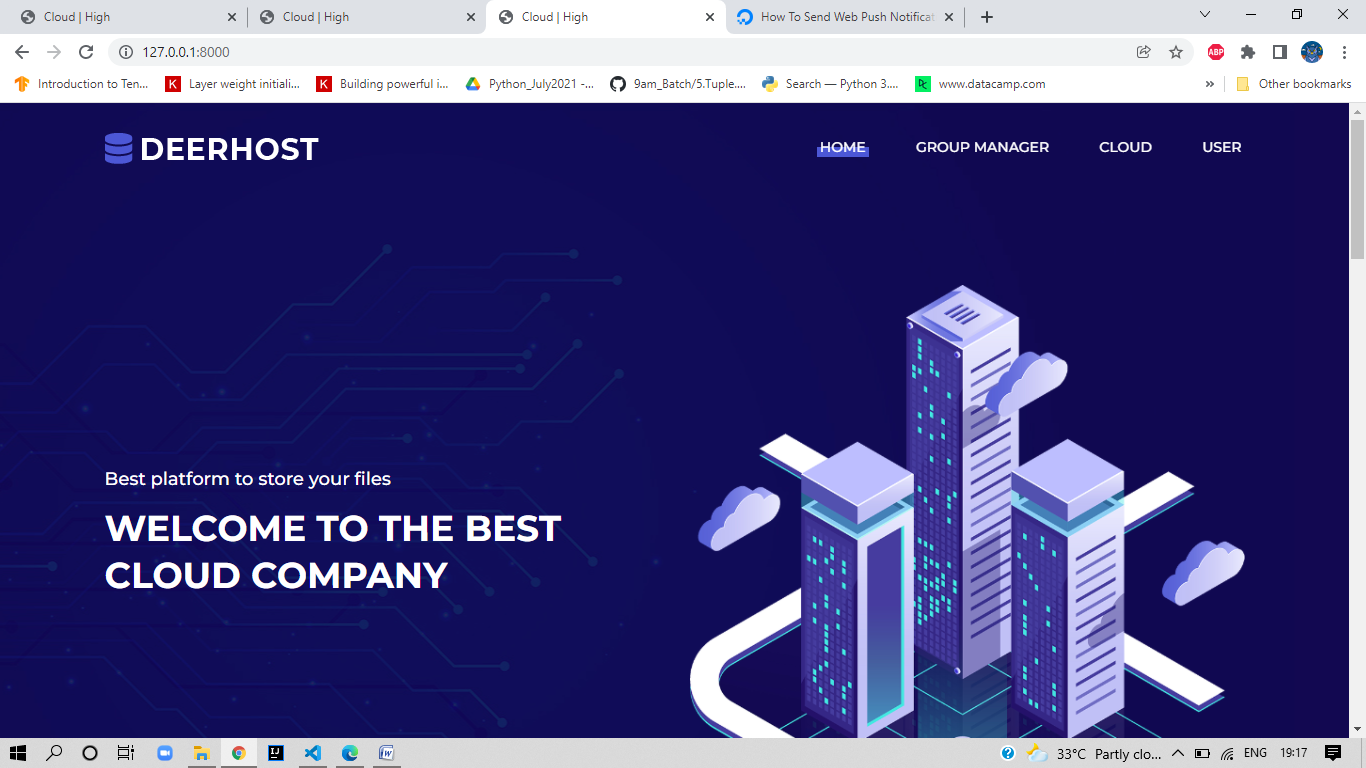 Cloud | High
Cloud | High
Cloud | High
How To Send Web Push Notificat
127.0.0.1:8000
ABP
Introduction to Ten...
K Layer weight initiali...
K Building powerful i...
Python_July2021 -...
9am_Batch/5.Tuple....
Search — Python 3....
DC www.datacamp.com
»
Other bookmarks
DEERHOST
HOME GROUP MANAGER CLOUD USER
Best platform to store your files
WELCOME TO THE BEST
CLOUD COMPANY
33°C Partly clo... ENG 19:17